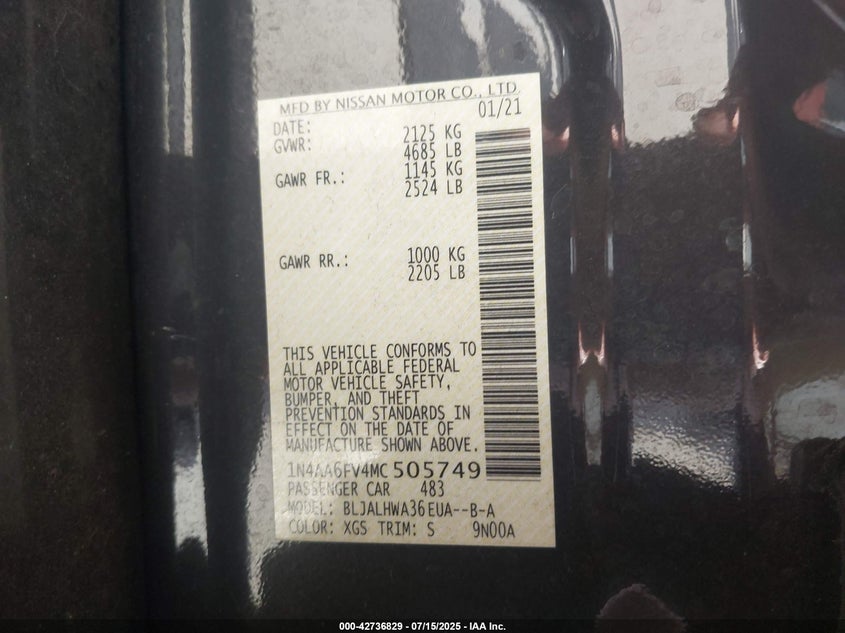 MFD BY NISSAN MOTOR CO., LTD.
DATE: 01/21
GVWR: 2125 KG
4685 LB
GAWR FR.: 1145 KG
2524 LB
GAWR RR.: 1000 KG
2205 LB
THIS VEHICLE CONFORMS TO
ALL APPLICABLE FEDERAL
MOTOR VEHICLE SAFETY,
BUMPER, AND THEFT
PREVENTION STANDARDS IN
EFFECT ON THE DATE OF
MANUFACTURE SHOWN ABOVE.
1N4AA6FV4MC505749
PASSENGER CAR 483
MODEL: BLJALHWA36EUA--B-A
COLOR: XGS TRIM: S 9N00A
000-42736829 - 07/15/2025 - IAA Inc.